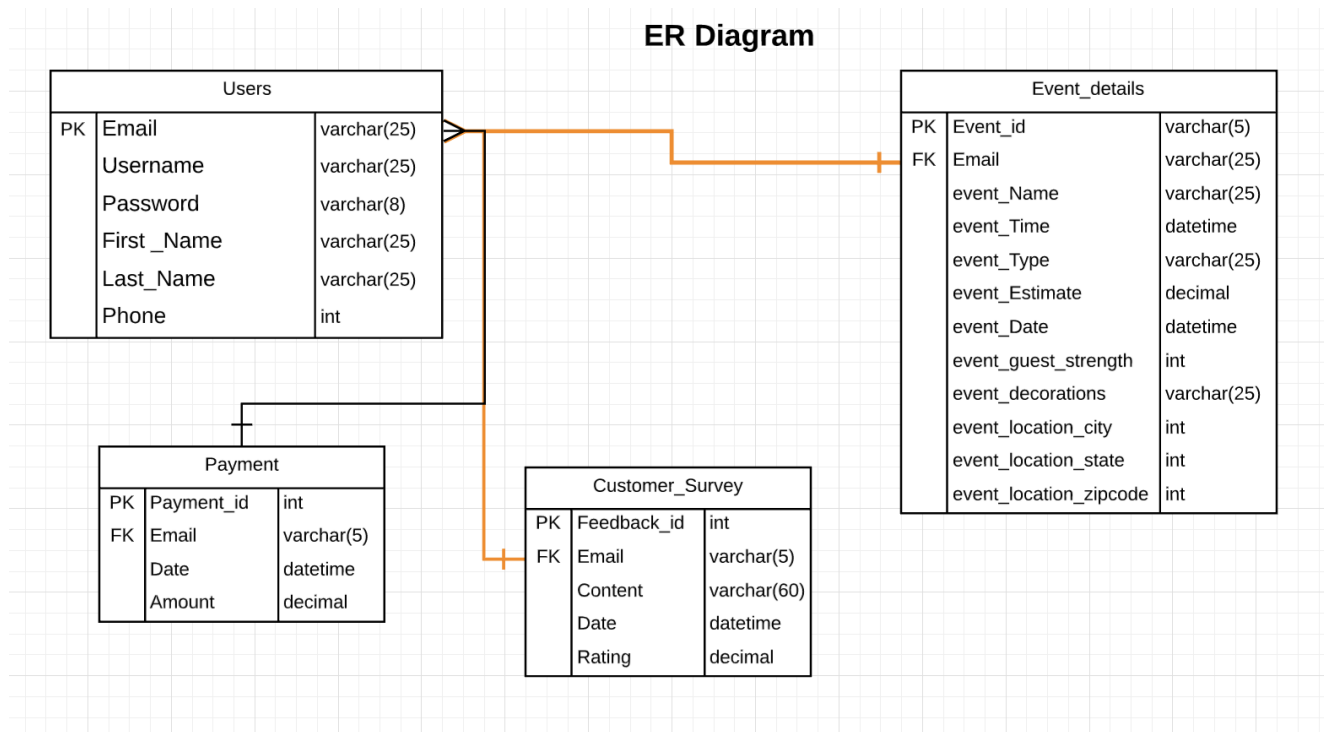 ER Diagram
Users
PK Email varchar(25)
Username varchar(25)
Password varchar(8)
First _Name varchar(25)
Last_Name varchar(25)
Phone int
Event_details
PK Event_id varchar(5)
FK Email varchar(25)
event_Name varchar(25)
event_Time datetime
event_Type varchar(25)
event_Estimate decimal
event_Date datetime
event_guest_strength int
event_decorations varchar(25)
event_location_city int
event_location_state int
event_location_zipcode int
Payment
PK Payment_id int
FK Email varchar(5)
Date datetime
Amount decimal
Customer_Survey
PK Feedback_id int
FK Email varchar(5)
Content varchar(60)
Date datetime
Rating decimal